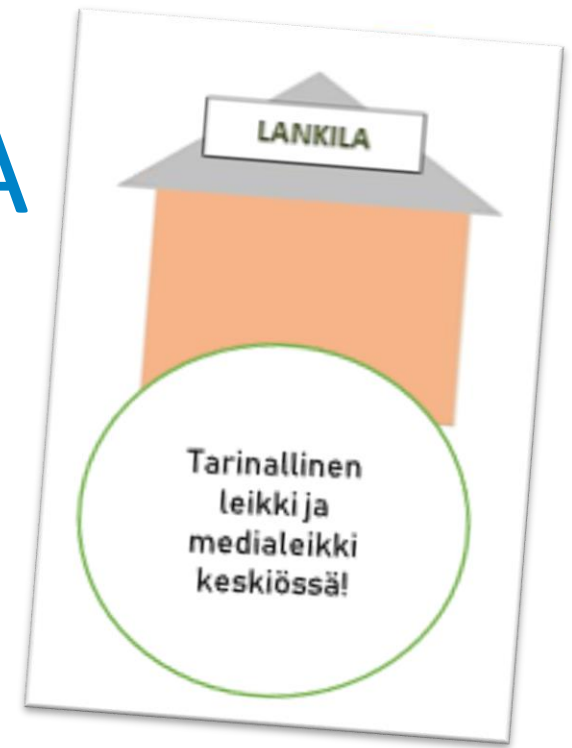 A
LANKILA
Tarinallinen
leikki ja
medialeikki
keskiössä!